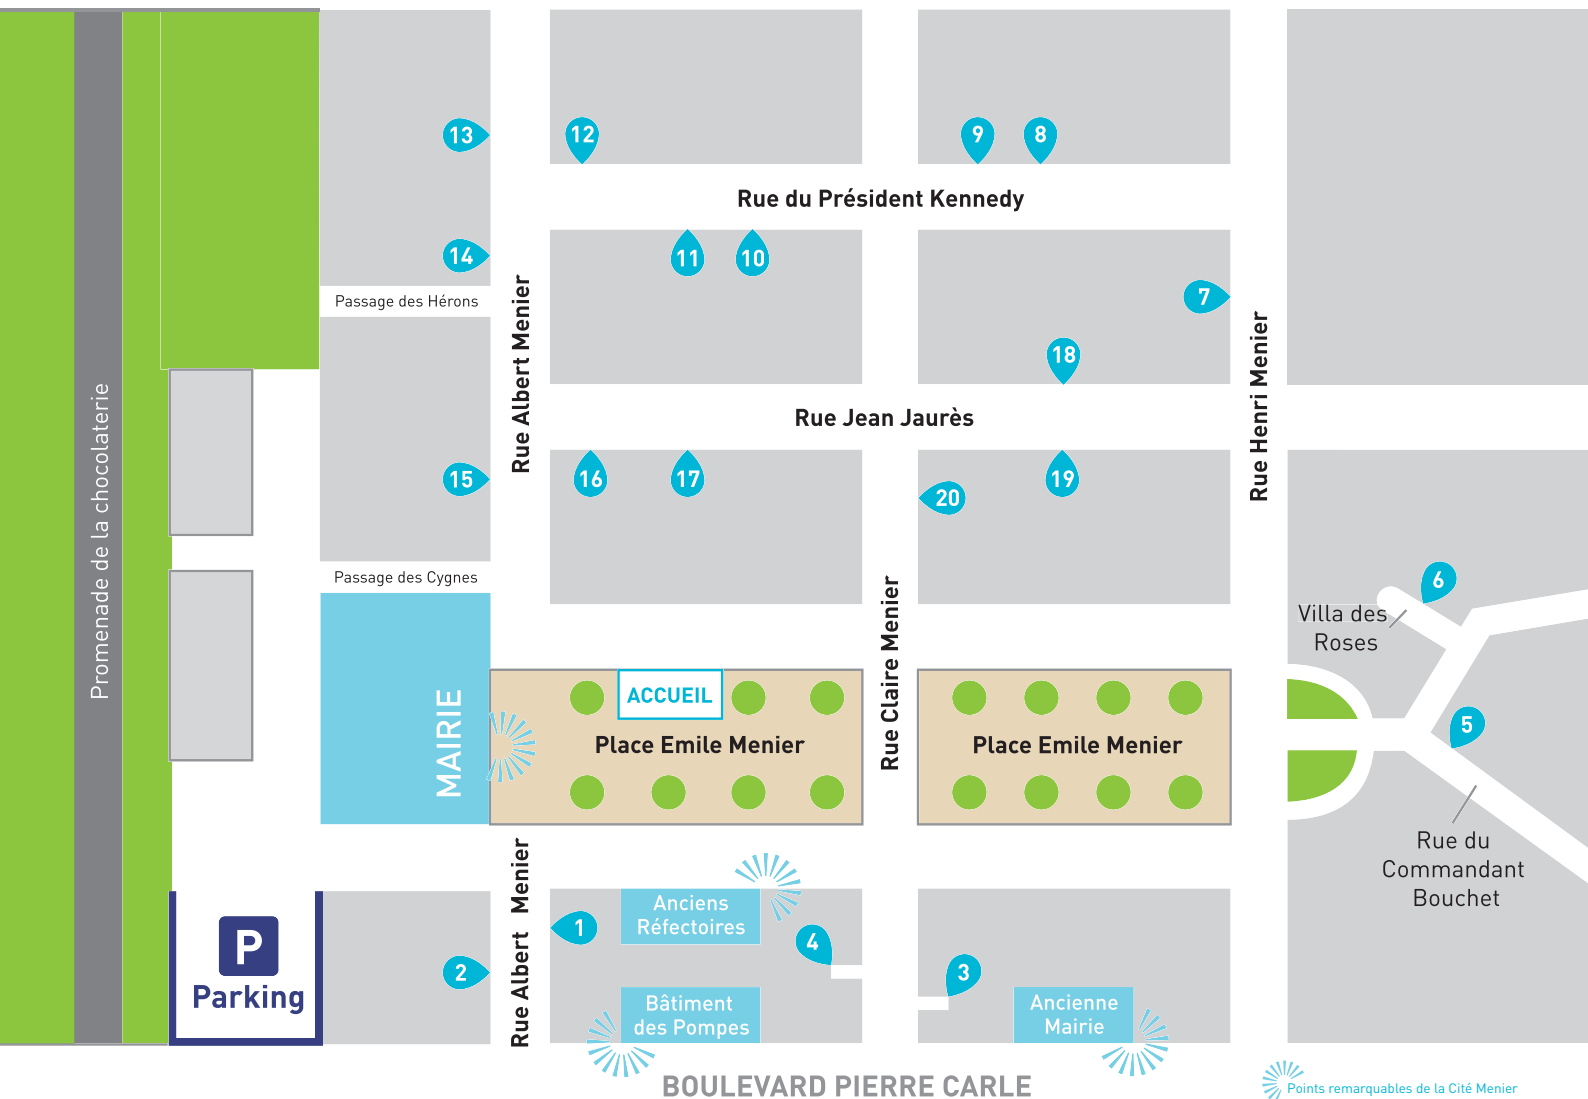 13
12
9
8
Rue du Président Kennedy
14
11
10
7
Passage des Hérons
Rue Albert Menier
Rue Henri Menier
18
Promenade de la chocolaterie
Rue Jean Jaurès
15
16
17
20
19
Passage des Cygnes
6
Villa des
Roses
Rue Claire Menier
MAIRIE
ACCUEIL
Place Emile Menier
Place Emile Menier
5
Rue du
Commandant
Bouchet
Rue Albert Menier
P
Parking
2
1
Anciens
Réfectoires
4
3
Bâtiment
des Pompes
Ancienne
Mairie
BOULEVARD PIERRE CARLE
Points remarquables de la Cité Menier